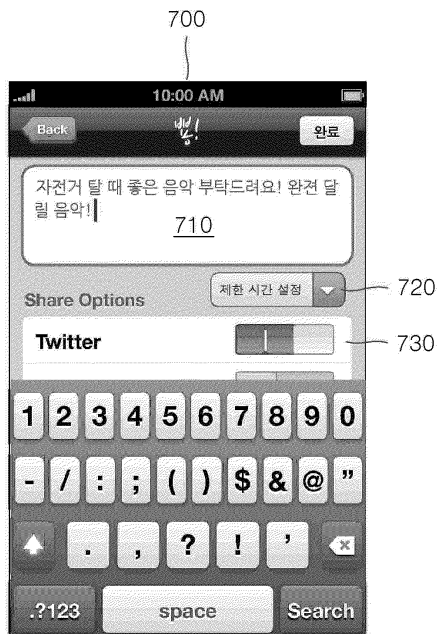 700
10:00 AM
Back
뽐!
완료
자전거 탈 때 좋은 음악 부탁드려요! 완젼 달
릴 음악!
710
제한 시간 설정
720
Share Options
Twitter
730
1 2 3 4 5 6 7 8 9 0
- / : ; ( ) $ & @ "
. , ? ! '
.?123
space
Search